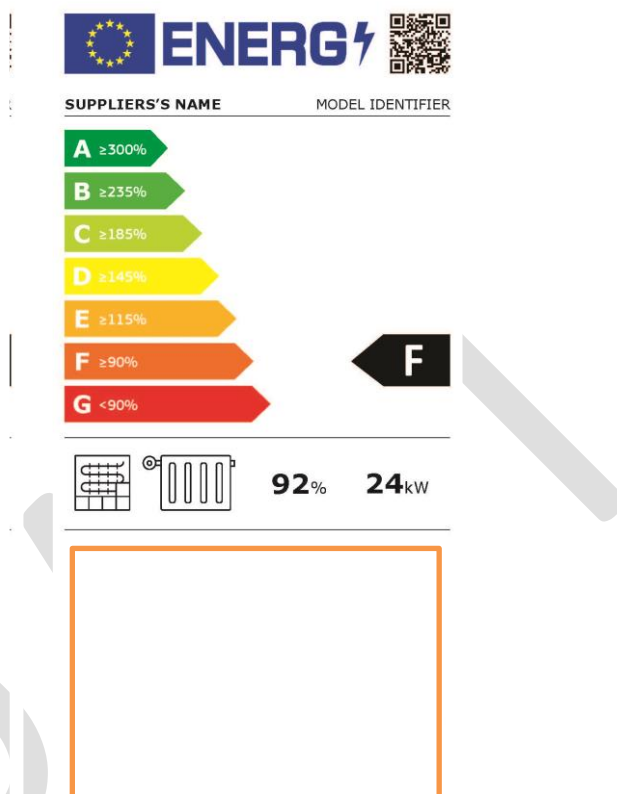 ENERG
SUPPLIERS'S NAME MODEL IDENTIFIER
A ≥300%
B ≥235%
C ≥185%
D ≥145%
E ≥115%
F ≥90% F
G <90%
92% 24kW